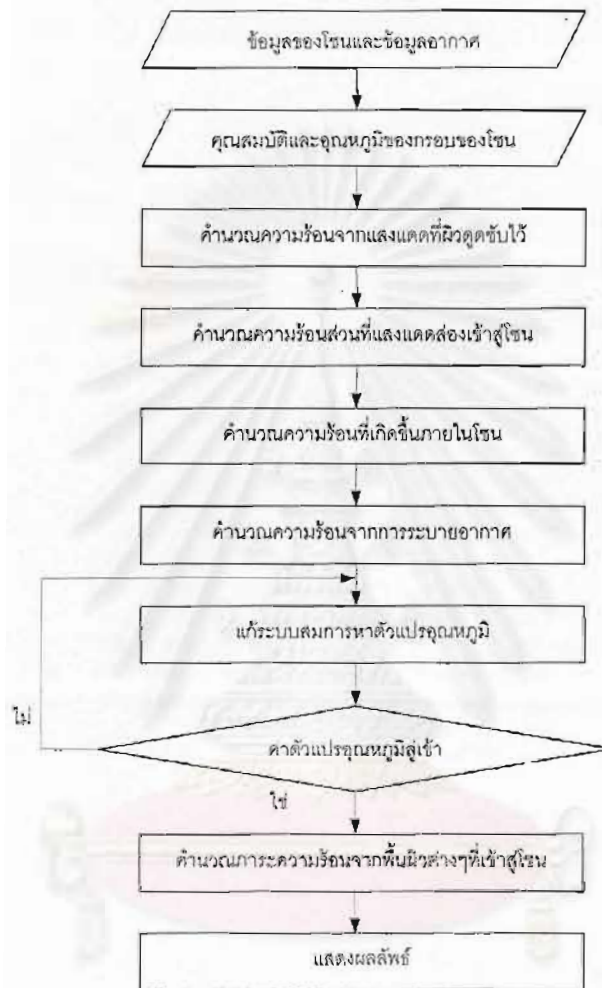 ข้อมูลของโซนและข้อมูลอากาศ
คุณสมบัติและอุณหภูมิของกรอบของโซน
คำนวณความร้อนจากแสงแดดที่ผิวดูดซับไว้
คำนวณความร้อนส่วนที่แสงแดดส่องเข้าสู่โซน
คำนวณความร้อนที่เกิดขึ้นภายในโซน
คำนวณความร้อนจากการระบายอากาศ
แก้ระบบสมการหาตัวแปรอุณหภูมิ
ไม่
ค่าตัวแปรอุณหภูมิลู่เข้า
ใช่
คำนวณภาระความร้อนจากพื้นผิวต่างๆที่เข้าสู่โซน
แสดงผลลัพธ์